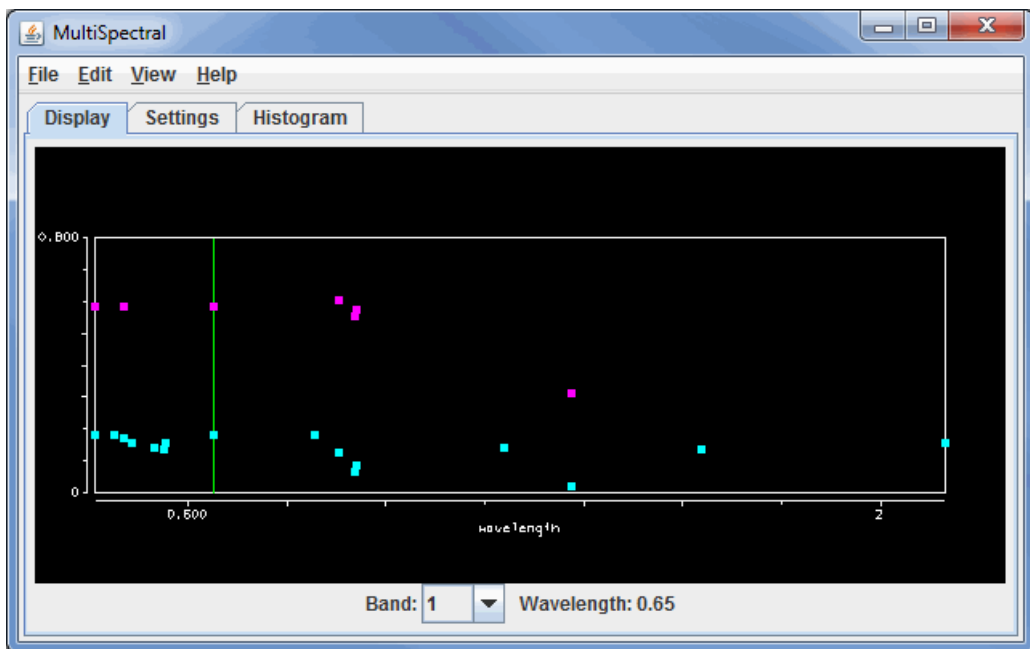 MultiSpectral
File Edit View Help
Display Settings Histogram
0.800
0
0.600
2
wavelength
Band: 1 Wavelength: 0.65